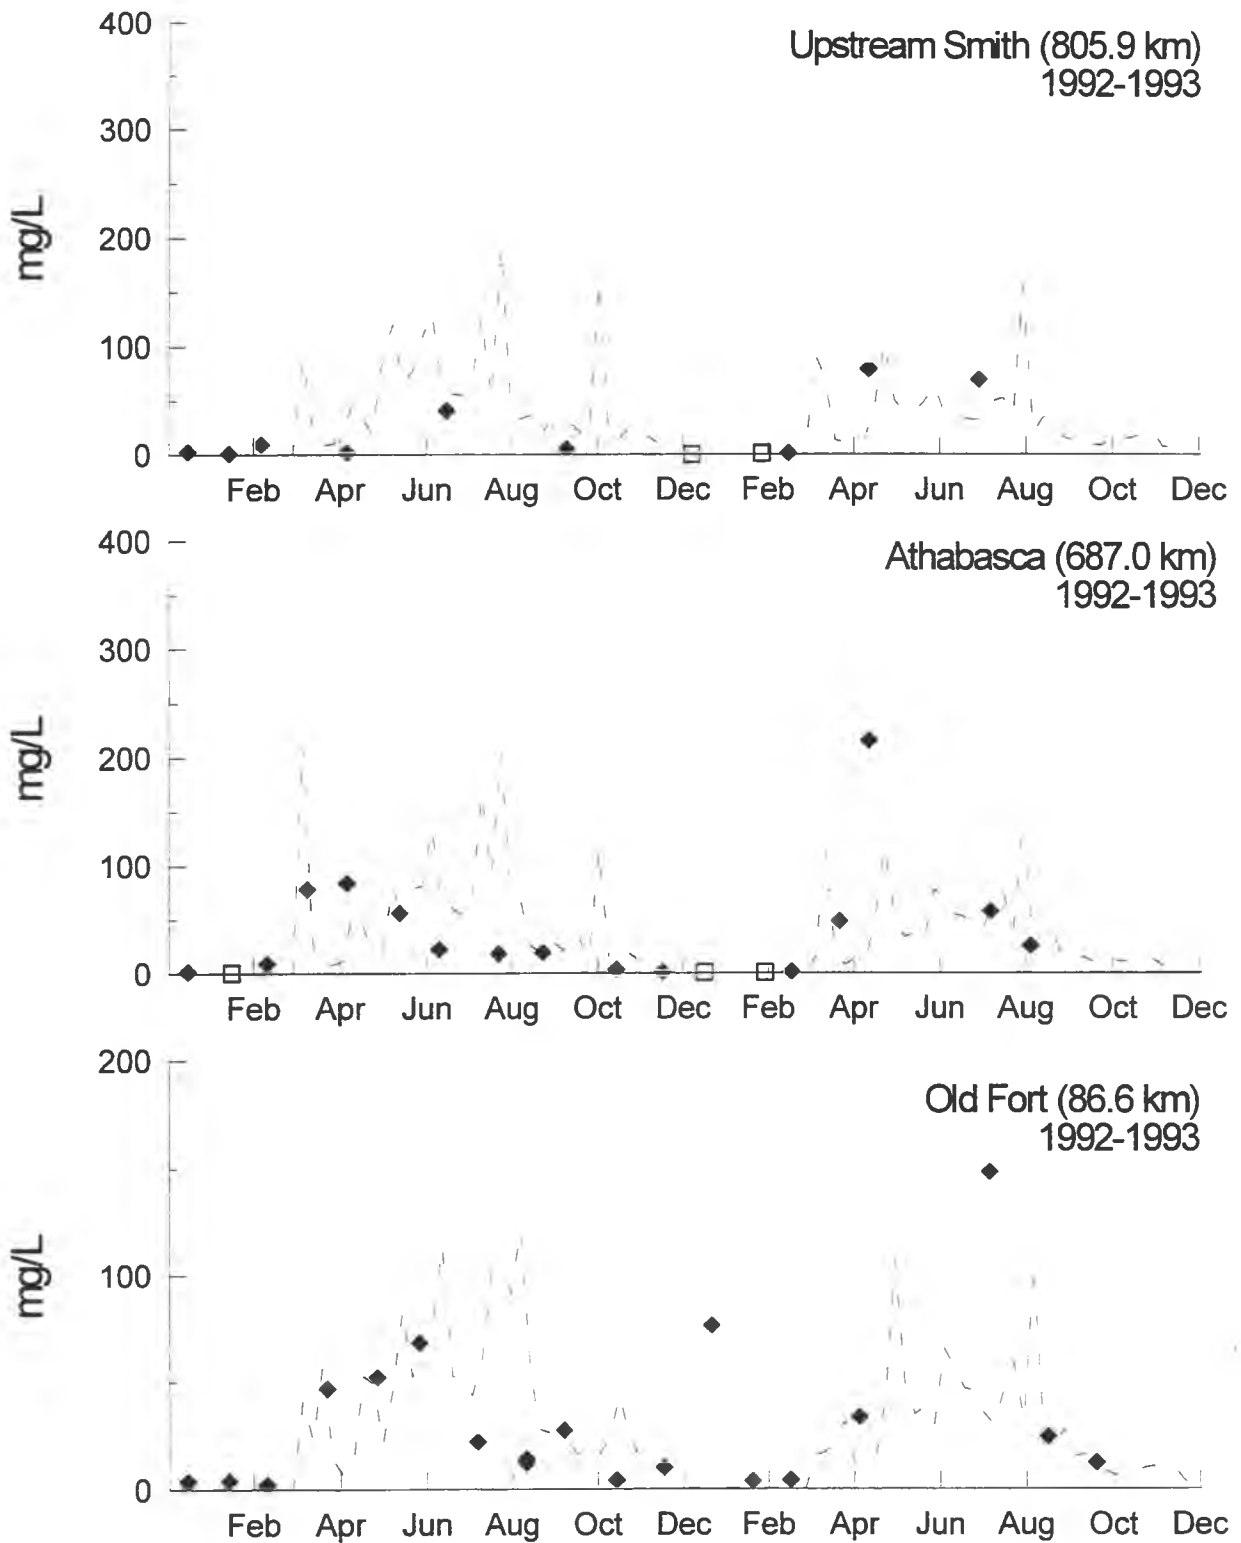 400
Upstream Smith (805.9 km)
1992-1993
300
mg/L
200
100
0
Feb Apr Jun Aug Oct Dec Feb Apr Jun Aug Oct Dec
400
Athabasca (687.0 km)
1992-1993
300
mg/L
200
100
0
Feb Apr Jun Aug Oct Dec Feb Apr Jun Aug Oct Dec
200
Old Fort (86.6 km)
1992-1993
mg/L
100
0
Feb Apr Jun Aug Oct Dec Feb Apr Jun Aug Oct Dec